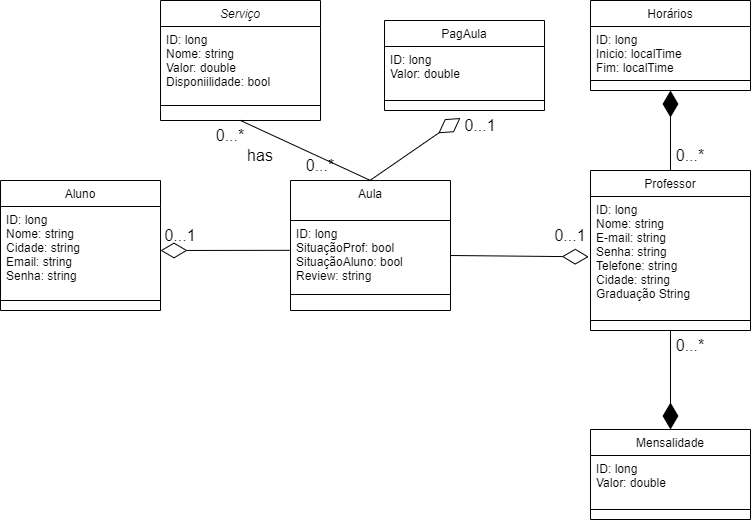 Serviço
ID: long
Nome: string
Valor: double
Disponiilidade: bool
PagAula
ID: long
Valor: double
Horários
ID: long
Inicio: localTime
Fim: localTime
0...*
has
0...*
0...1
0...*
Aluno
ID: long
Nome: string
Cidade: string
Email: string
Senha: string
0...1
Aula
ID: long
SituaçãoProf: bool
SituaçãoAluno: bool
Review: string
0...1
Professor
ID: long
Nome: string
E-mail: string
Senha: string
Telefone: string
Cidade: string
Graduação String
0...*
Mensalidade
ID: long
Valor: double